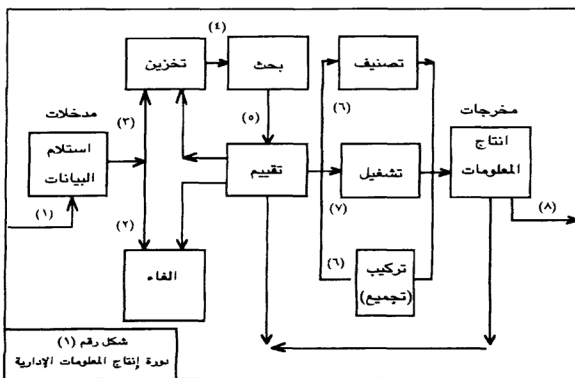 مدخلات
استلام
البيانات
(١)
(٢)
(٣)
تخزين
(٤)
بحث
(٥)
تقييم
الغاء
(٦)
تصنيف
(٧)
تشغيل
(٦)
تركيب
(تجميع)
مخرجات
انتاج
المعلومات
(٨)
شكل رقم (١)
دورة إنتاج المعلومات الإدارية